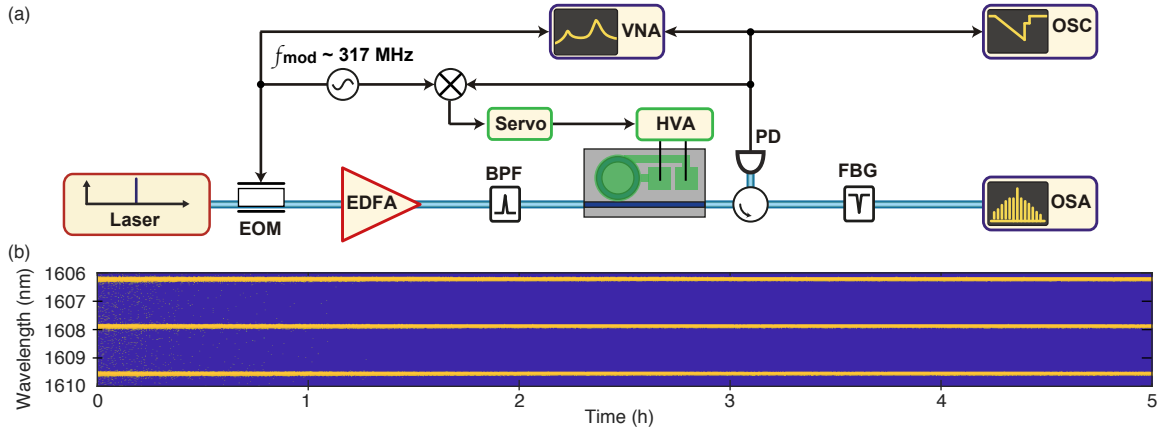 (a)
VNA
OSC
fmod ~ 317 MHz
Servo
HVA
PD
Laser
EOM
EDFA
BPF
FBG
OSA
(b)
Wavelength (nm)
1606
1607
1608
1609
1610
0 1 2 3 4 5
Time (h)